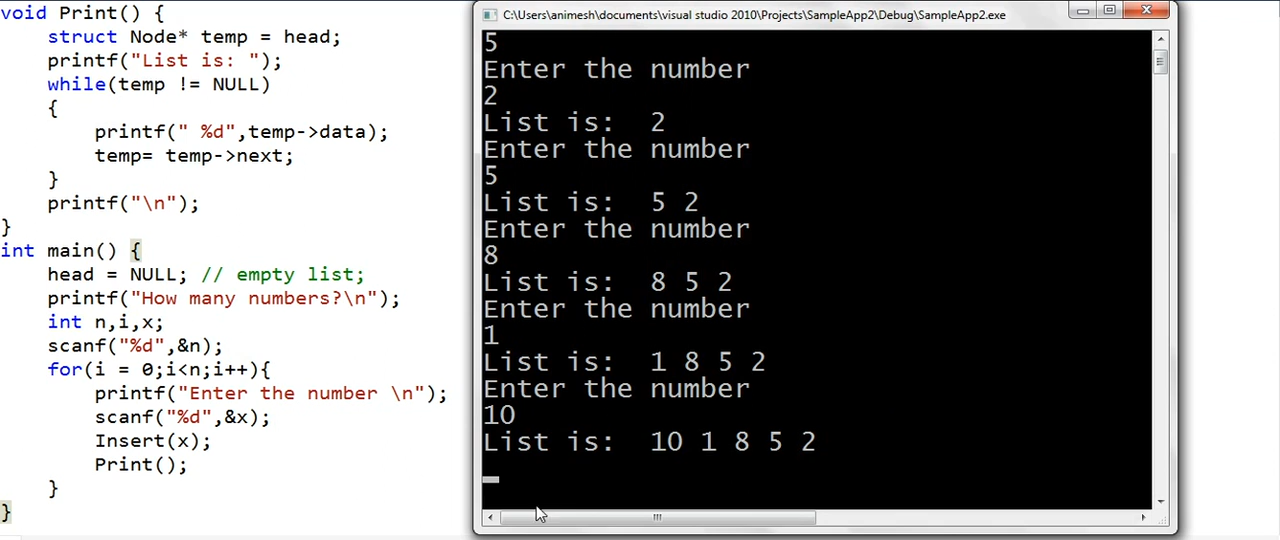 void Print() {
struct Node* temp = head;
printf("List is: ");
while(temp != NULL)
{
printf(" %d",temp->data);
temp= temp->next;
}
printf("\n");
}
int main() {
head = NULL; // empty list;
printf("How many numbers?\n");
int n,i,x;
scanf("%d",&n);
for(i = 0;i<n;i++){
printf("Enter the number \n");
scanf("%d",&x);
Insert(x);
Print();
}
}
C:\Users\animesh\documents\visual studio 2010\Projects\SampleApp2\Debug\SampleApp2.exe
5
Enter the number
2
List is:  2
Enter the number
5
List is:  5 2
Enter the number
8
List is:  8 5 2
Enter the number
1
List is:  1 8 5 2
Enter the number
10
List is:  10 1 8 5 2